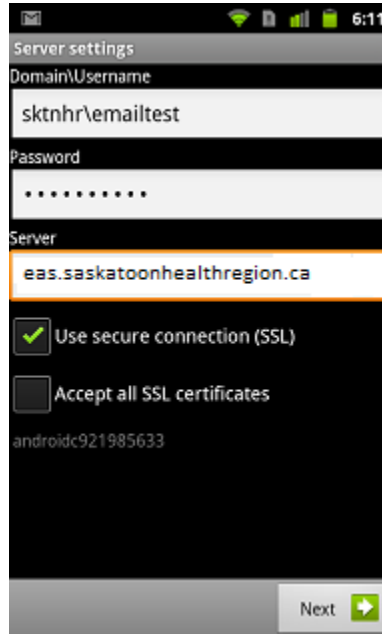 6:11
Server settings
Domain\Username
sktnhr\emailtest
Password
••••••••••
Server
eas.saskatoonhealthregion.ca
Use secure connection (SSL)
Accept all SSL certificates
androidc921985633
Next